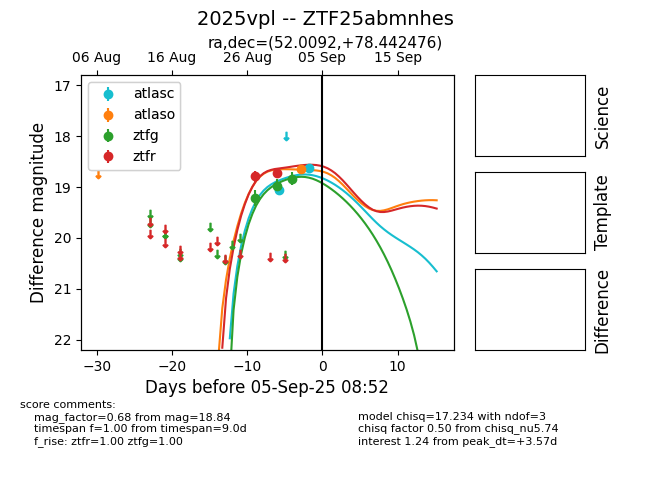 2025vpl -- ZTF25abmnhes
ra,dec=(52.0092,+78.442476)
06 Aug 16 Aug 26 Aug 05 Sep 15 Sep
atlasc
atlaso
ztfg
ztfr
17
18
19
20
21
22
Difference magnitude
−30 −20 −10 0 10
Days before 05-Sep-25 08:52
Science
Template
Difference
score comments:
mag_factor=0.68 from mag=18.84
timespan f=1.00 from timespan=9.0d
f_rise: ztfr=1.00 ztfg=1.00
model chisq=17.234 with ndof=3
chisq factor 0.50 from chisq_nu5.74
interest 1.24 from peak_dt=+3.57d